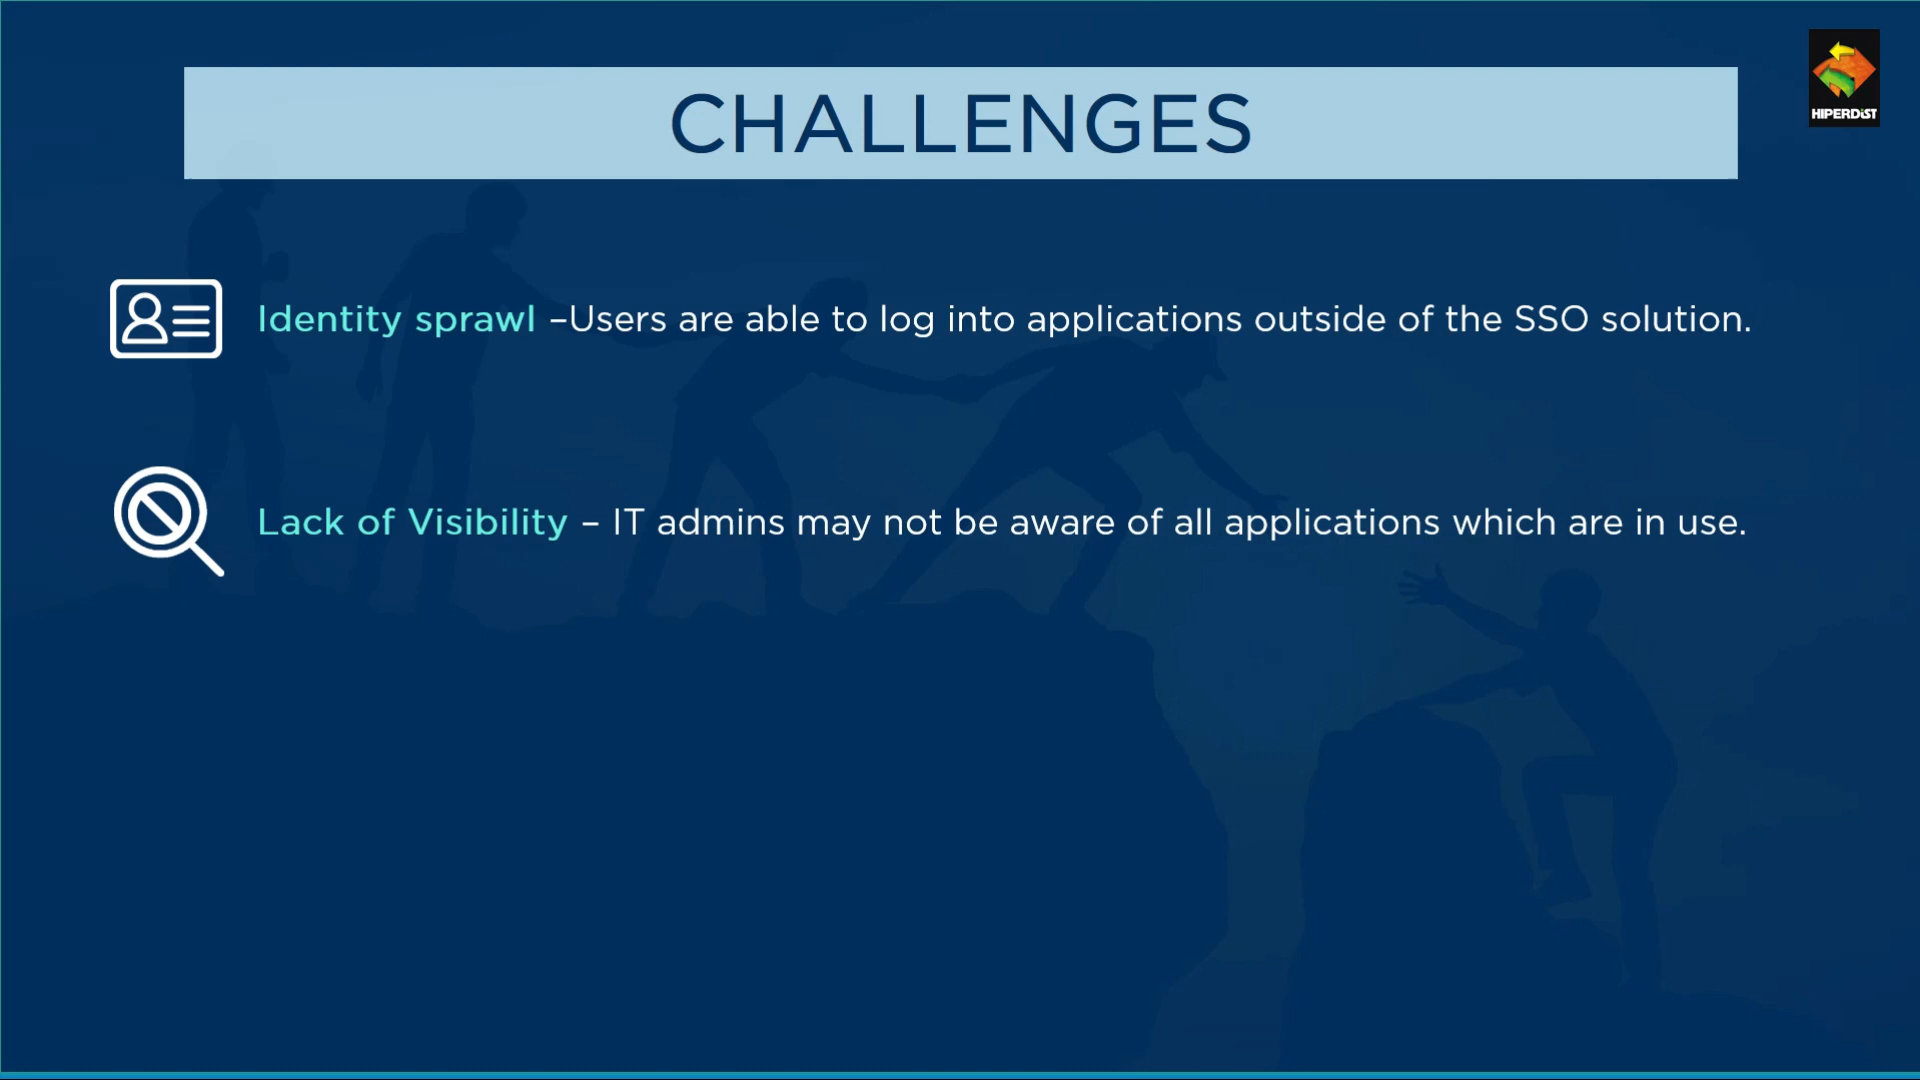 CHALLENGES
HIPERDIST
Identity sprawl –Users are able to log into applications outside of the SSO solution.
Lack of Visibility – IT admins may not be aware of all applications which are in use.